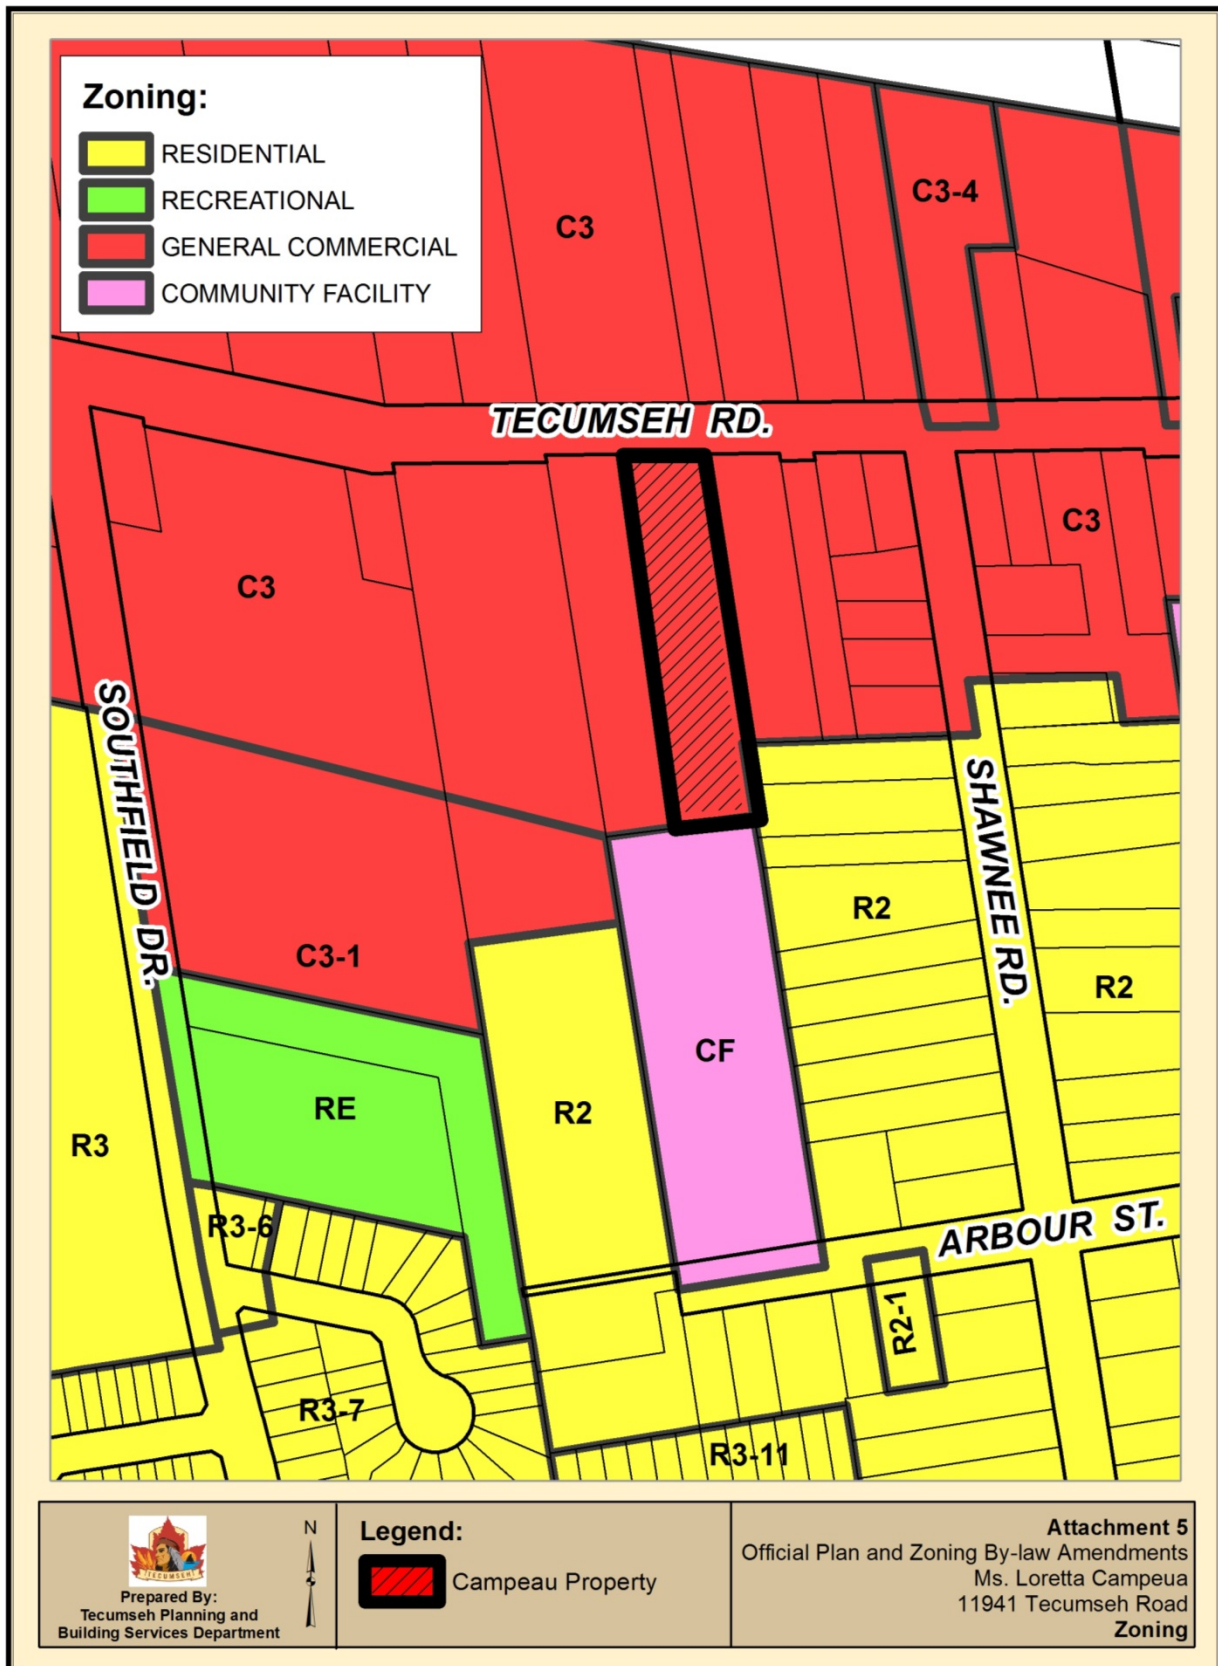 Zoning:
RESIDENTIAL
RECREATIONAL
GENERAL COMMERCIAL
COMMUNITY FACILITY
C3
C3-4
TECUMSEH RD.
C3
C3
SOUTHFIELD DR.
SHAWNEE RD.
R2
C3-1
R2
CF
RE
R2
R3
R3-6
ARBOUR ST.
R2-1
R3-7
R3-11
TECUMSEH
Prepared By:
Tecumseh Planning and
Building Services Department
N
Legend:
Campeau Property
Attachment 5
Official Plan and Zoning By-law Amendments
Ms. Loretta Campeua
11941 Tecumseh Road
Zoning